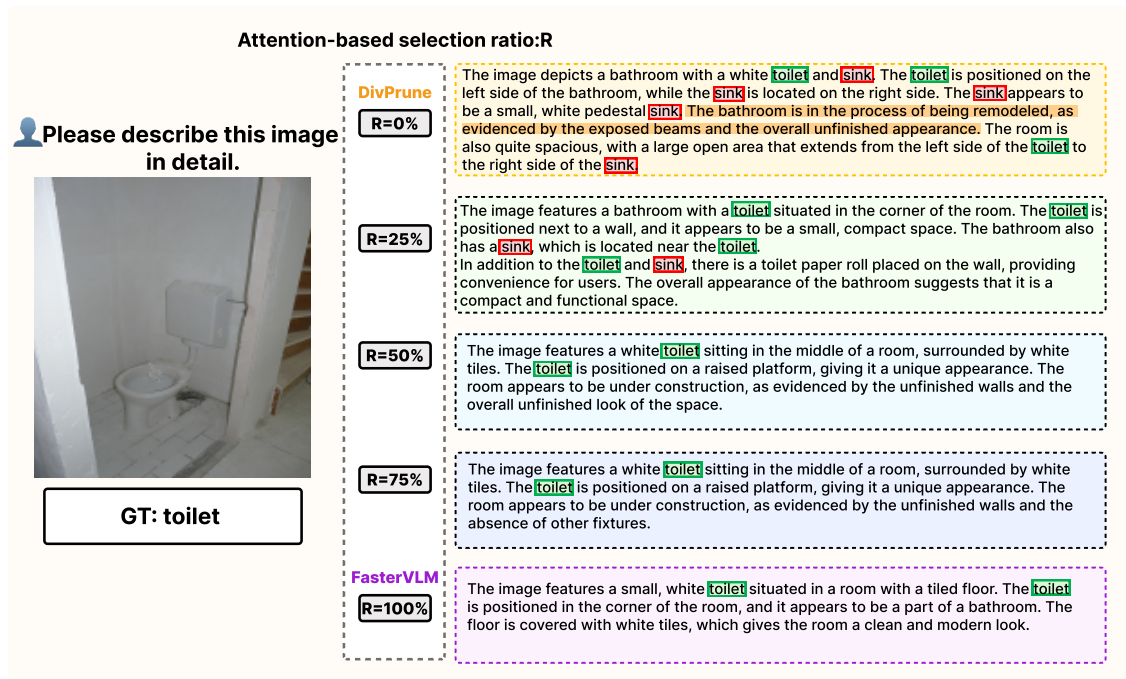 Attention-based selection ratio:R
Please describe this image
in detail.
GT: toilet
DivPrune
R=0%
The image depicts a bathroom with a white toilet and sink. The toilet is positioned on the
left side of the bathroom, while the sink is located on the right side. The sink appears to
be a small, white pedestal sink. The bathroom is in the process of being remodeled, as
evidenced by the exposed beams and the overall unfinished appearance. The room is
also quite spacious, with a large open area that extends from the left side of the toilet to
the right side of the sink.
R=25%
The image features a bathroom with a toilet situated in the corner of the room. The toilet is
positioned next to a wall, and it appears to be a small, compact space. The bathroom also
has a sink, which is located near the toilet.
In addition to the toilet and sink, there is a toilet paper roll placed on the wall, providing
convenience for users. The overall appearance of the bathroom suggests that it is a
compact and functional space.
R=50%
The image features a white toilet sitting in the middle of a room, surrounded by white
tiles. The toilet is positioned on a raised platform, giving it a unique appearance. The
room appears to be under construction, as evidenced by the unfinished walls and the
overall unfinished look of the space.
R=75%
The image features a white toilet sitting in the middle of a room, surrounded by white
tiles. The toilet is positioned on a raised platform, giving it a unique appearance. The
room appears to be under construction, as evidenced by the unfinished walls and the
absence of other fixtures.
FasterVLM
R=100%
The image features a small, white toilet situated in a room with a tiled floor. The toilet
is positioned in the corner of the room, and it appears to be a part of a bathroom. The
floor is covered with white tiles, which gives the room a clean and modern look.